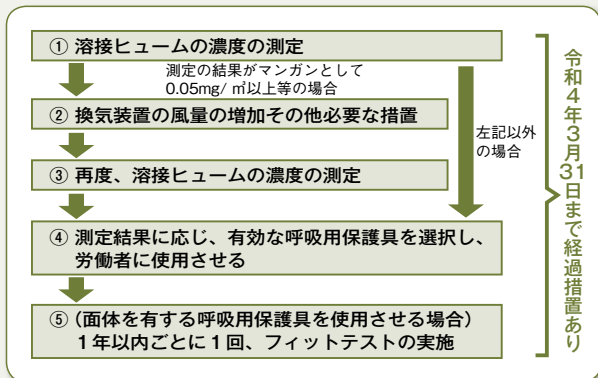 ① 溶接ヒュームの濃度の測定
測定の結果がマンガンとして
0.05mg/ ㎥以上等の場合
② 換気装置の風量の増加その他必要な措置
左記以外
の場合
③ 再度、溶接ヒュームの濃度の測定
④ 測定結果に応じ、有効な呼吸用保護具を選択し、
労働者に使用させる
⑤ (面体を有する呼吸用保護具を使用させる場合)
1年以内ごとに1回、フィットテストの実施
令和4年3月31日まで経過措置あり